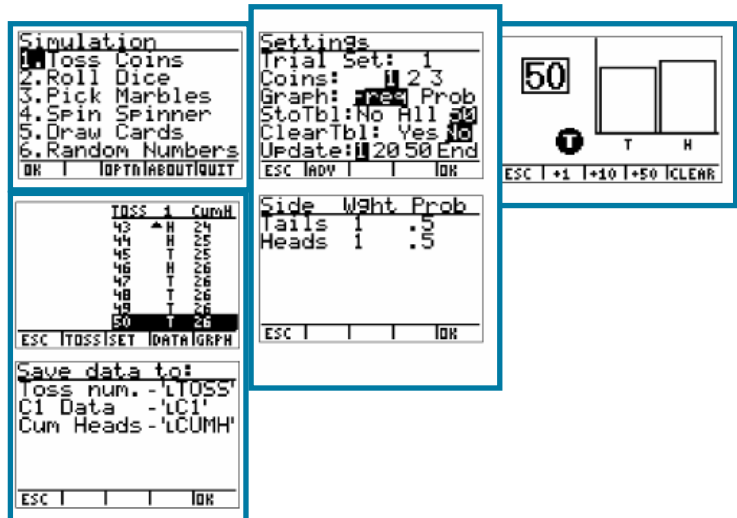 Simulation
1.Toss Coins
2.Roll Dice
3.Pick Marbles
4.Spin Spinner
5.Draw Cards
6.Random Numbers
OK OPTN ABOUT QUIT
Settings
Trial Set: 1
Coins: 1 2 3
Graph: Freq Prob
StoTbl:No All 50
ClearTbl: Yes No
Update:1 20 50 End
ESC ADV OK
50
T
T H
ESC +1 +10 +50 CLEAR
TOSS 1 CumH
43 H 24
44 H 25
45 T 25
46 H 26
47 T 26
48 T 26
49 T 26
50 T 26
ESC TOSS SET DATA GRPH
Side Wght Prob
Tails 1 .5
Heads 1 .5
ESC OK
Save data to:
Toss num.-'LTOSS'
C1 Data -'LC1'
Cum Heads-'LCUMH'
ESC OK